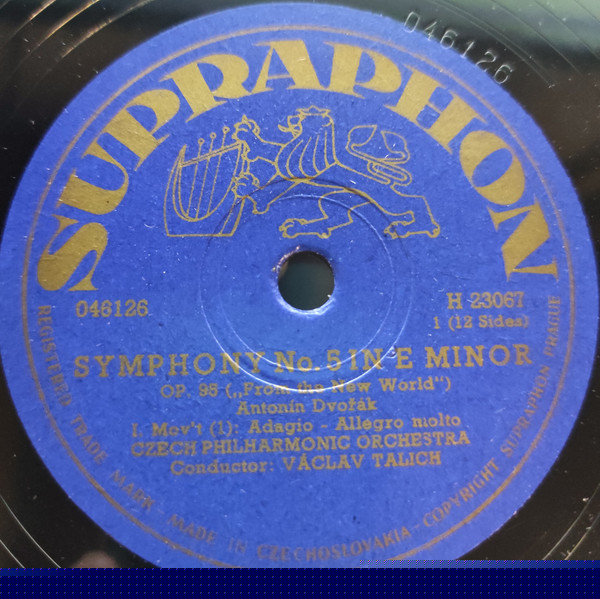 046126
SUPRAPHON
046126
H 23067
1 (12 Sides)
SYMPHONY No. 5 IN E MINOR
OP. 95 („From the New World")
Antonín Dvořák
I. Mov't (1): Adagio - Allegro molto
CZECH PHILHARMONIC ORCHESTRA
Conductor: VÁCLAV TALICH
REGISTERED TRADE MARK - MADE IN CZECHOSLOVAKIA - COPYRIGHT SUPRAPHON PRAGUE